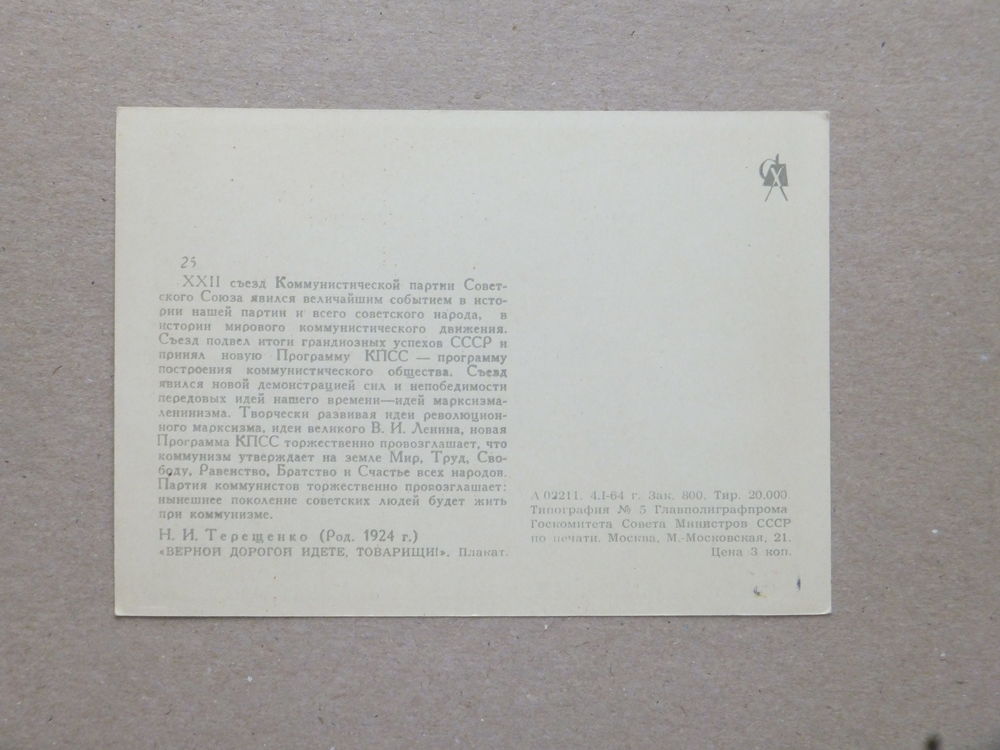 25
XXII съезд Коммунистической партии Совет-
ского Союза явился величайшим событием в исто-
рии нашей партии и всего советского народа, в
истории мирового коммунистического движения.
Съезд подвел итоги грандиозных успехов СССР и
принял новую Программу КПСС — программу
построения коммунистического общества. Съезд
явился новой демонстрацией сил и непобедимости
передовых идей нашего времени—идей марксизма-
ленинизма. Творчески развивая идеи революцион-
ного марксизма, идеи великого В. И. Ленина, новая
Программа КПСС торжественно провозглашает, что
коммунизм утверждает на земле Мир, Труд, Сво-
боду, Равенство, Братство и Счастье всех народов.
Партия коммунистов торжественно провозглашает:
нынешнее поколение советских людей будет жить
при коммунизме.
Н. И. Терещенко (Род. 1924 г.)
«ВЕРНОЙ ДОРОГОЙ ИДЕТЕ, ТОВАРИЩИ!». Плакат.
А 02211. 4.I-64 г. Зак. 800. Тир. 20.000.
Типография № 5 Главполиграфпрома
Госкомитета Совета Министров СССР
по печати. Москва, М.-Московская, 21.
Цена 3 коп.